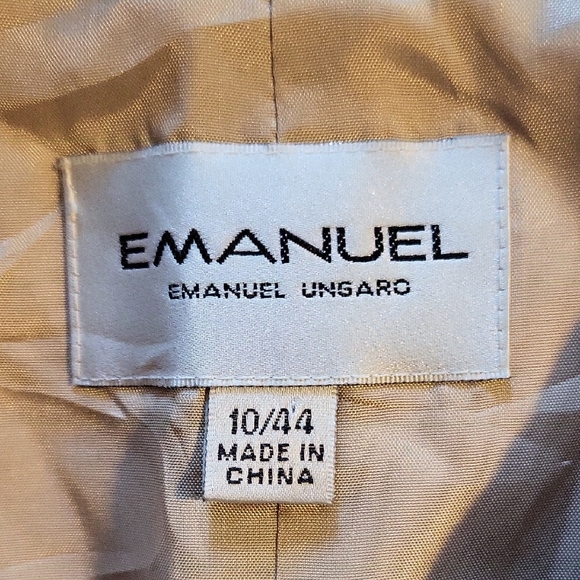 EMANUEL
EMANUEL UNGARO
10/44
MADE IN
CHINA